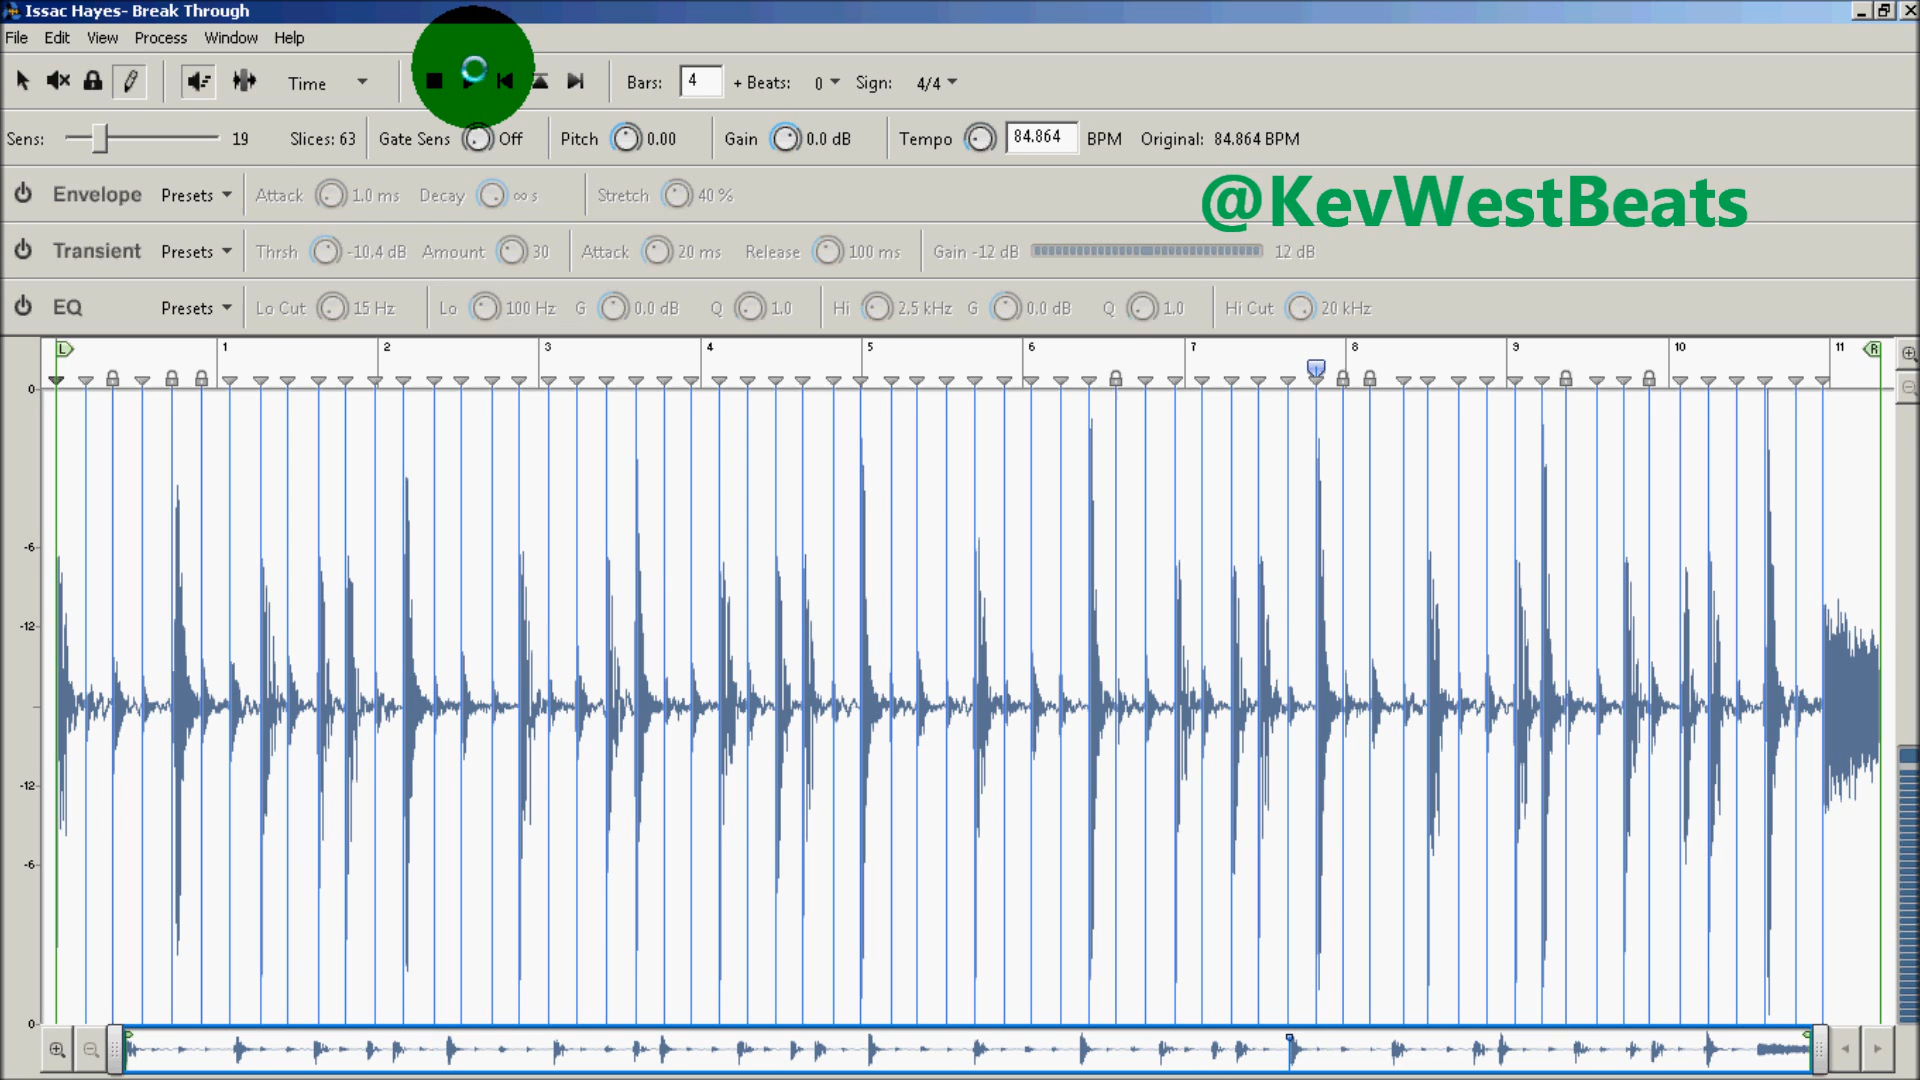 Issac Hayes- Break Through
File Edit View Process Window Help
Time Bars: 4 + Beats: 0 Sign: 4/4
Sens: 19 Slices: 63 Gate Sens Off Pitch 0.00 Gain 0.0 dB Tempo 84.864 BPM Original: 84.864 BPM
Envelope Presets Attack 1.0 ms Decay ∞ s Stretch 40 %
@KevWestBeats
Transient Presets Thrsh -10.4 dB Amount 30 Attack 20 ms Release 100 ms Gain -12 dB 12 dB
EQ Presets Lo Cut 15 Hz Lo 100 Hz G 0.0 dB Q 1.0 Hi 2.5 kHz G 0.0 dB Q 1.0 Hi Cut 20 kHz
L 1 2 3 4 5 6 7 8 9 10 11 R
0
-6
-12
-12
-6
0